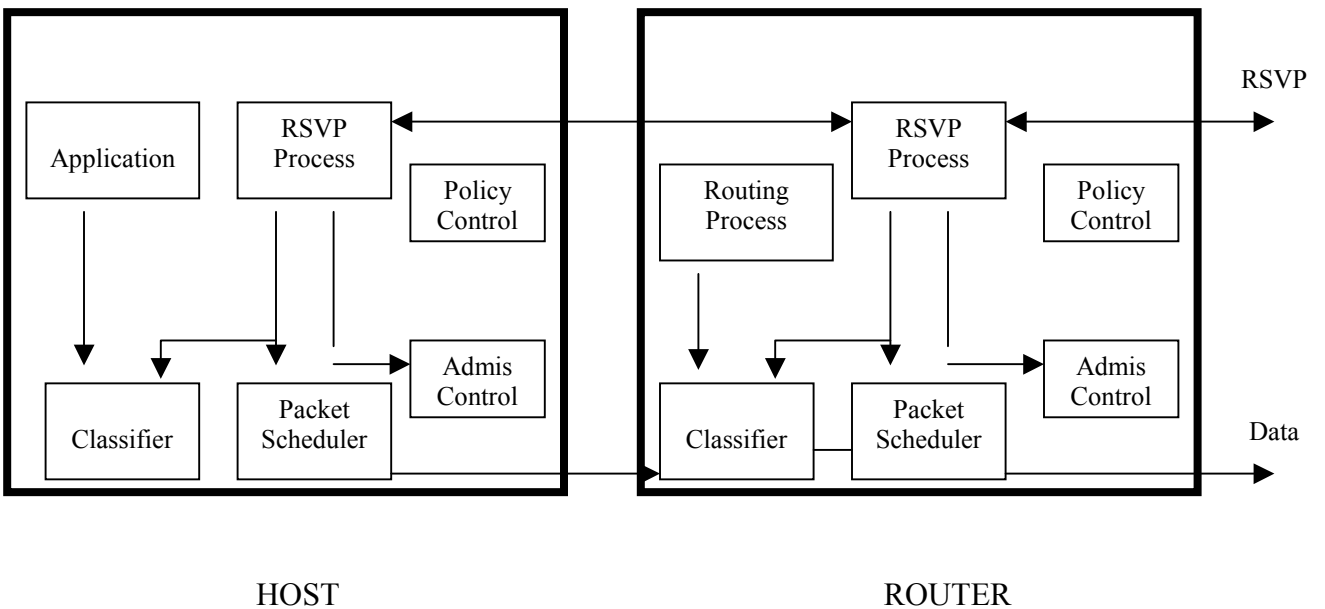 RSVP
Application
RSVP
Process
Policy
Control
Classifier
Packet
Scheduler
Admis
Control
Routing
Process
RSVP
Process
Policy
Control
Classifier
Packet
Scheduler
Admis
Control
Data
HOST
ROUTER